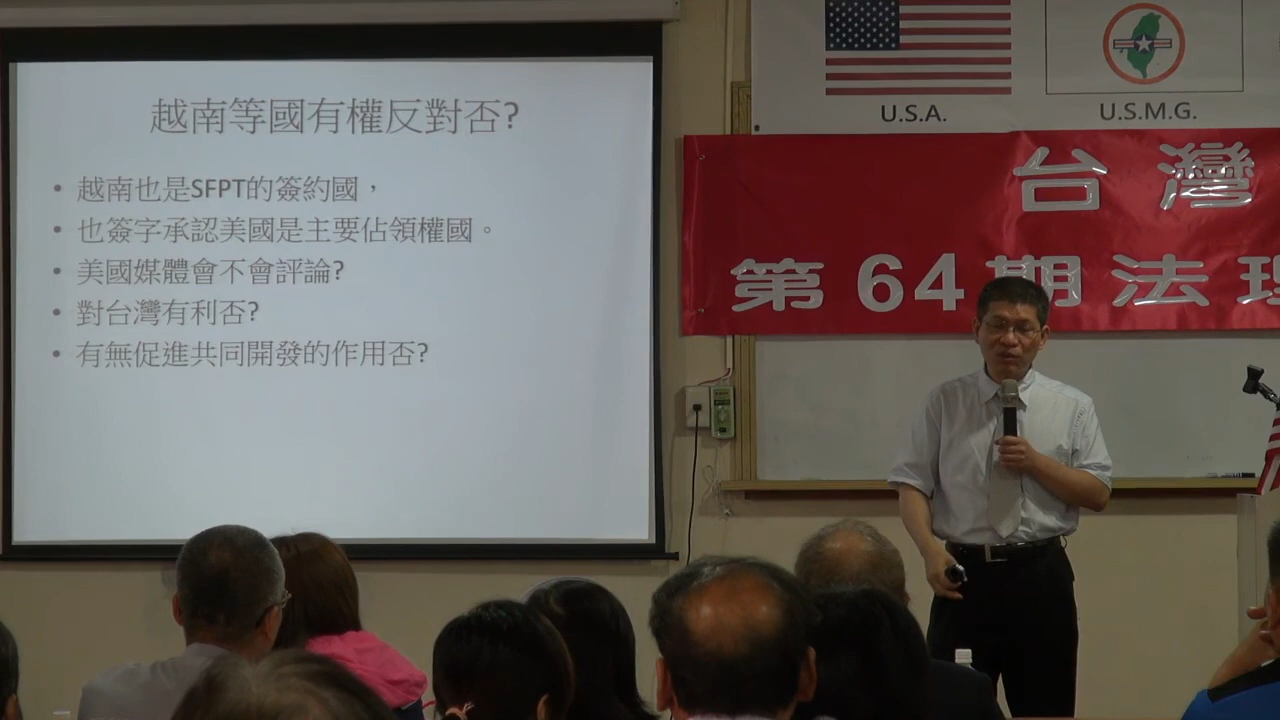 越南等國有權反對否?
• 越南也是SFPT的簽約國，
• 也簽字承認美國是主要佔領權國。
• 美國媒體會不會評論?
• 對台灣有利否?
• 有無促進共同開發的作用否?
U.S.A.
U.S.M.G.
台灣
第64期法理